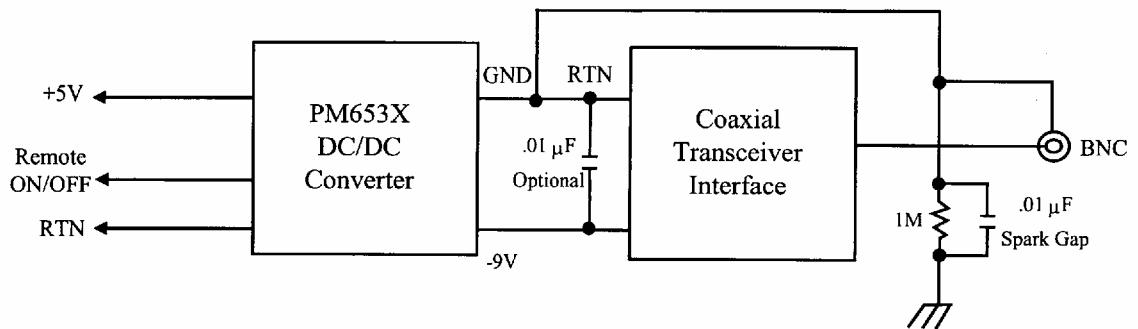 +5V
Remote
ON/OFF
RTN
PM653X
DC/DC
Converter
GND
RTN
.01 μF
Optional
-9V
Coaxial
Transceiver
Interface
BNC
1M
.01 μF
Spark Gap